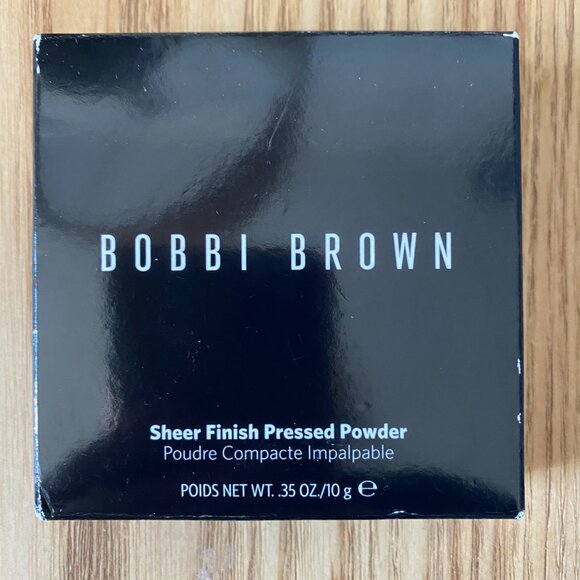 BOBBI BROWN
Sheer Finish Pressed Powder
Poudre Compacte Impalpable
POIDS NET WT. .35 OZ./10 g ℮